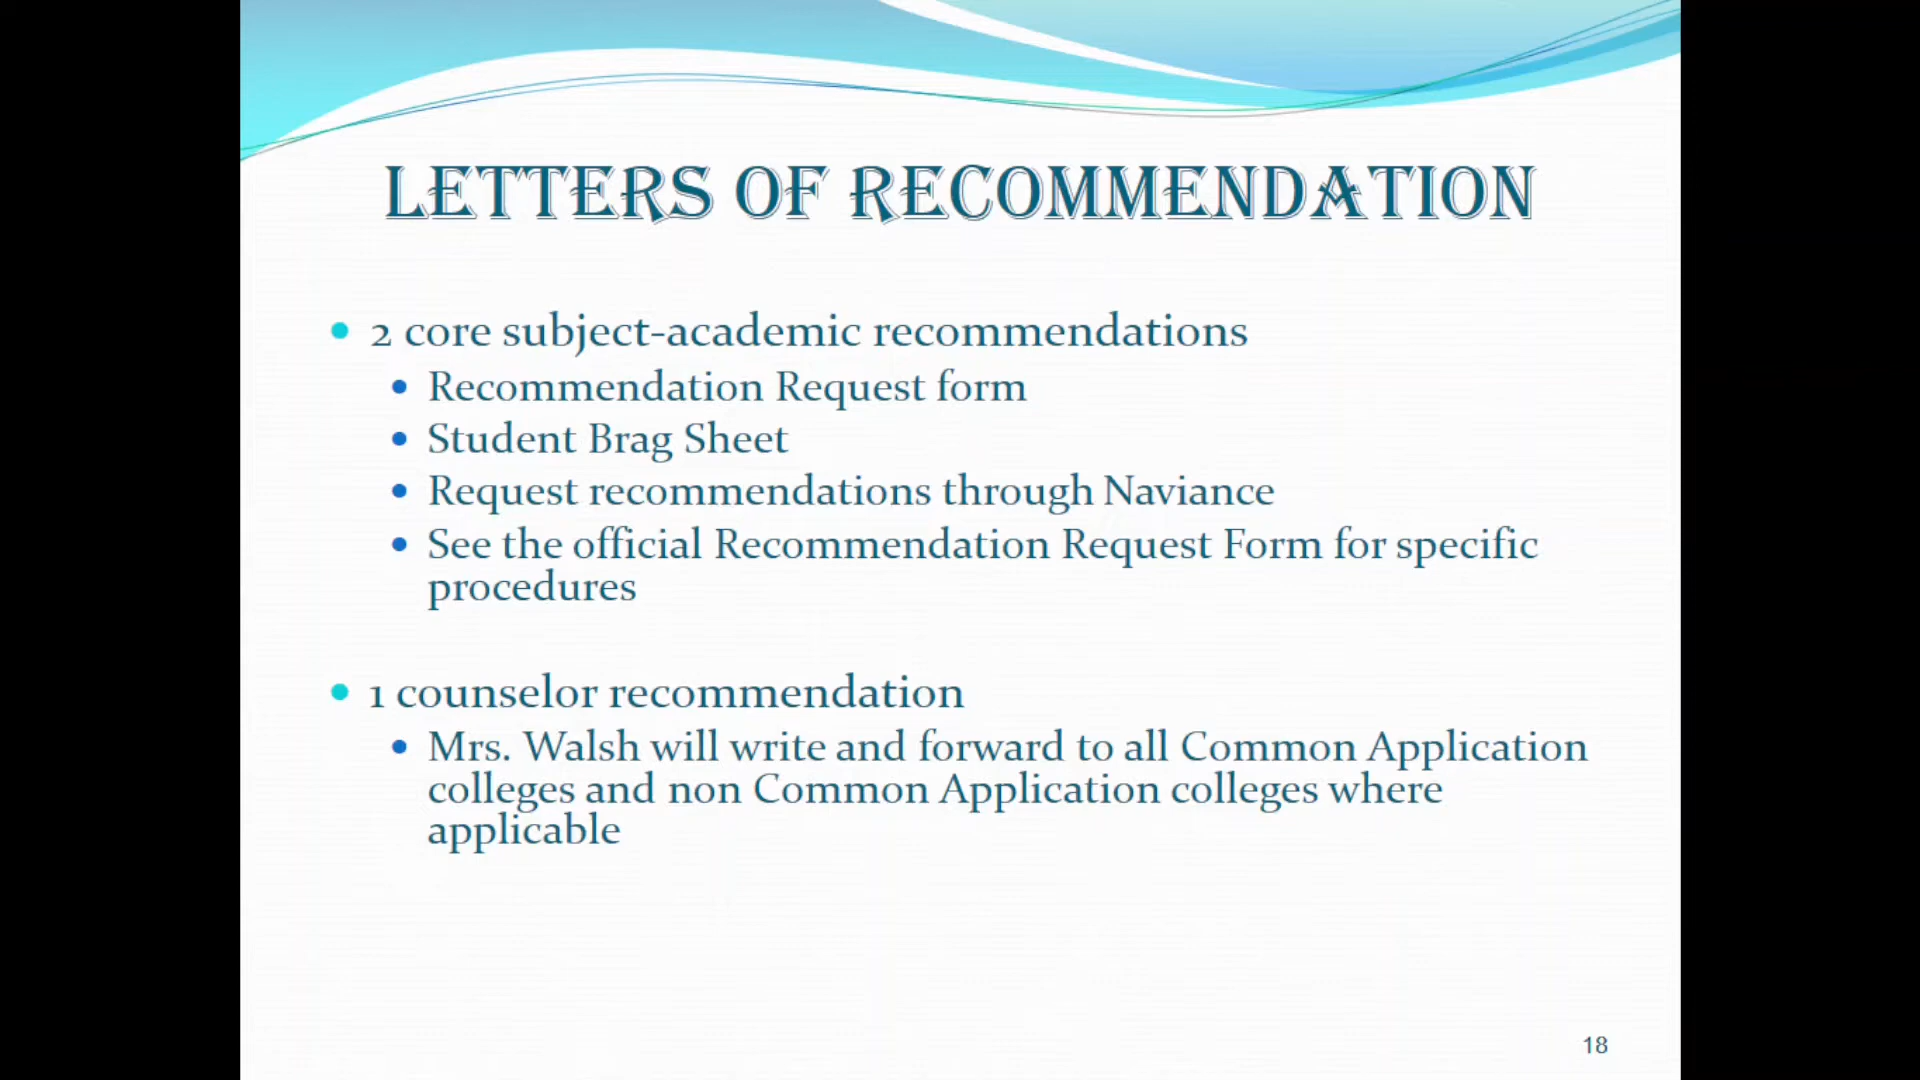 LETTERS OF RECOMMENDATION
• 2 core subject-academic recommendations
• Recommendation Request form
• Student Brag Sheet
• Request recommendations through Naviance
• See the official Recommendation Request Form for specific
procedures
• 1 counselor recommendation
• Mrs. Walsh will write and forward to all Common Application
colleges and non Common Application colleges where
applicable
18